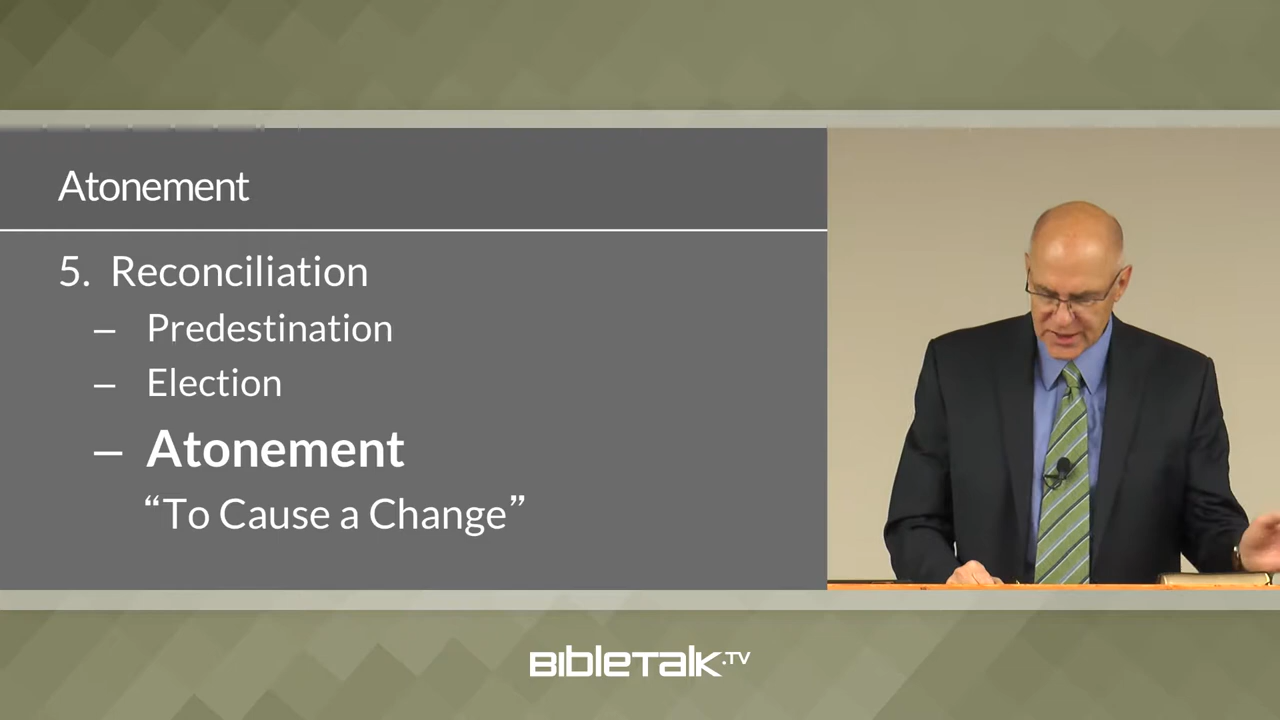 Atonement
5. Reconciliation
– Predestination
– Election
– Atonement
“To Cause a Change”
BibleTalk.TV